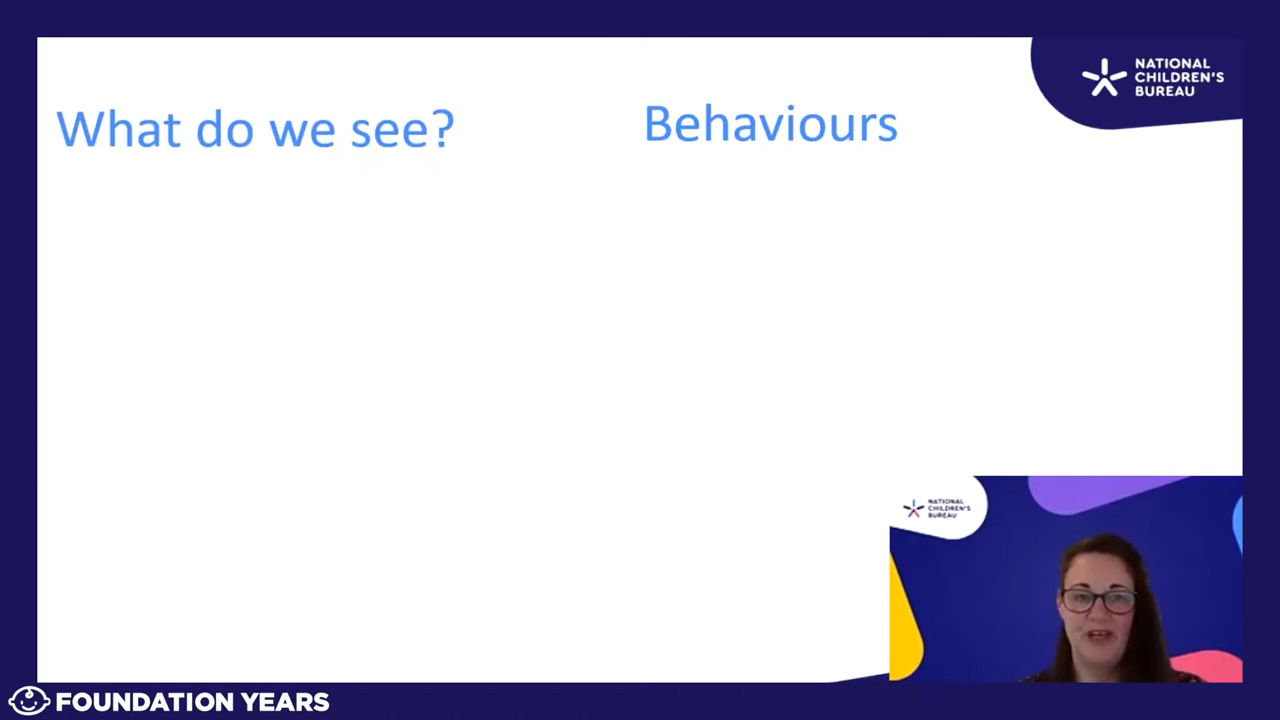 What do we see?
Behaviours
NATIONAL
CHILDREN'S
BUREAU
NATIONAL
CHILDREN'S
BUREAU
FOUNDATION YEARS